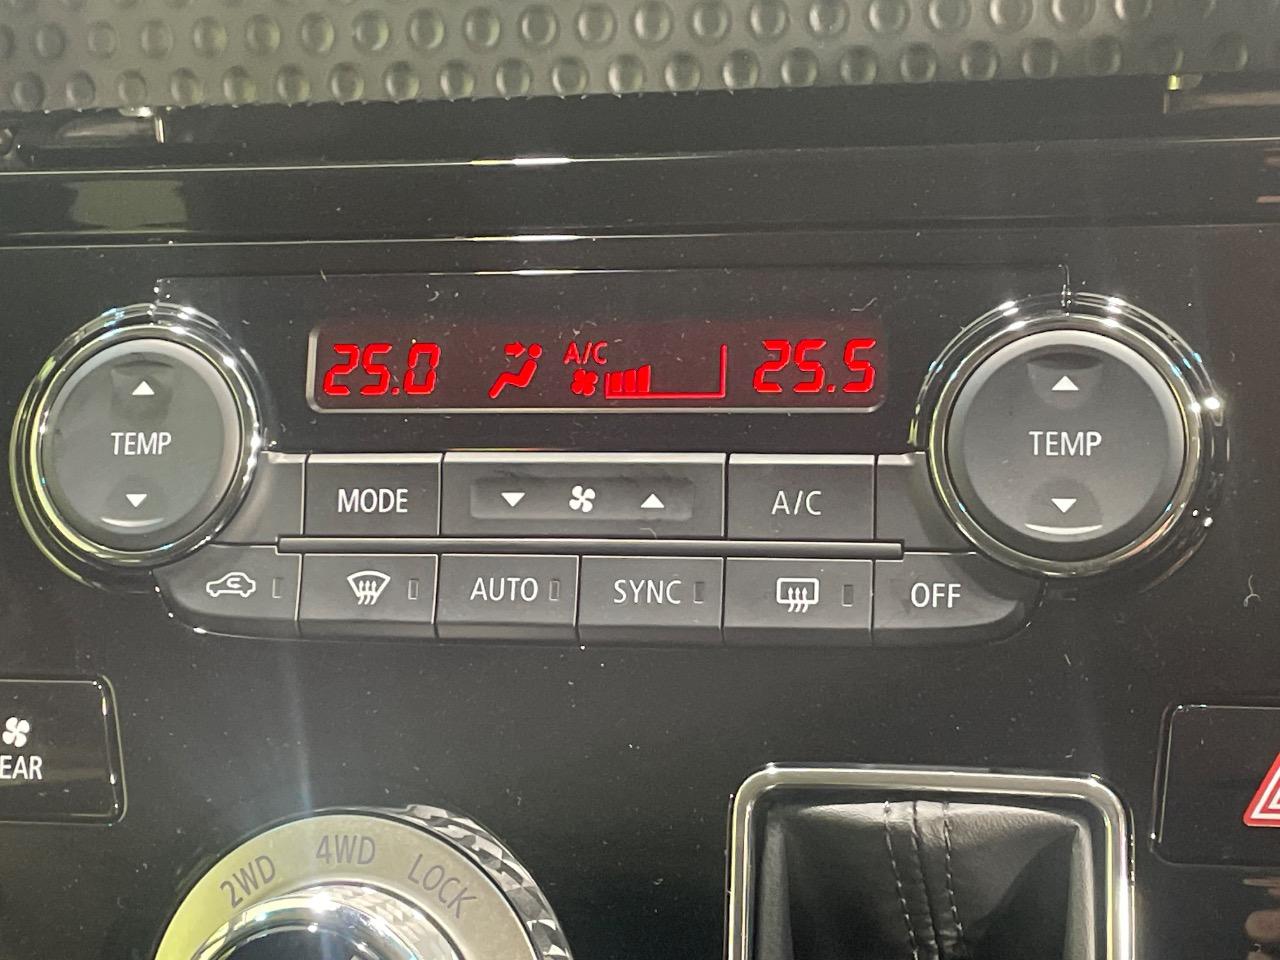 25.0 A/C 25.5
TEMP
TEMP
MODE
A/C
AUTO
SYNC
OFF
EAR
2WD 4WD LOCK